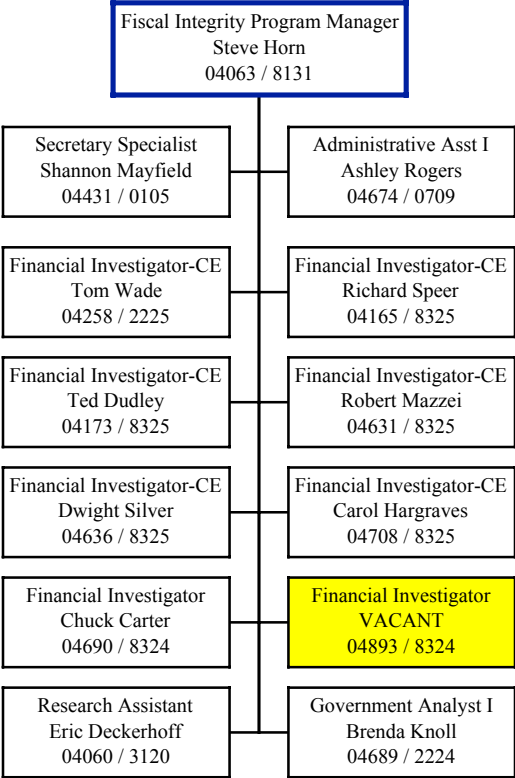 Fiscal Integrity Program Manager
Steve Horn
04063 / 8131
Secretary Specialist
Shannon Mayfield
04431 / 0105
Administrative Asst I
Ashley Rogers
04674 / 0709
Financial Investigator-CE
Tom Wade
04258 / 2225
Financial Investigator-CE
Richard Speer
04165 / 8325
Financial Investigator-CE
Ted Dudley
04173 / 8325
Financial Investigator-CE
Robert Mazzei
04631 / 8325
Financial Investigator-CE
Dwight Silver
04636 / 8325
Financial Investigator-CE
Carol Hargraves
04708 / 8325
Financial Investigator
Chuck Carter
04690 / 8324
Financial Investigator
VACANT
04893 / 8324
Research Assistant
Eric Deckerhoff
04060 / 3120
Government Analyst I
Brenda Knoll
04689 / 2224